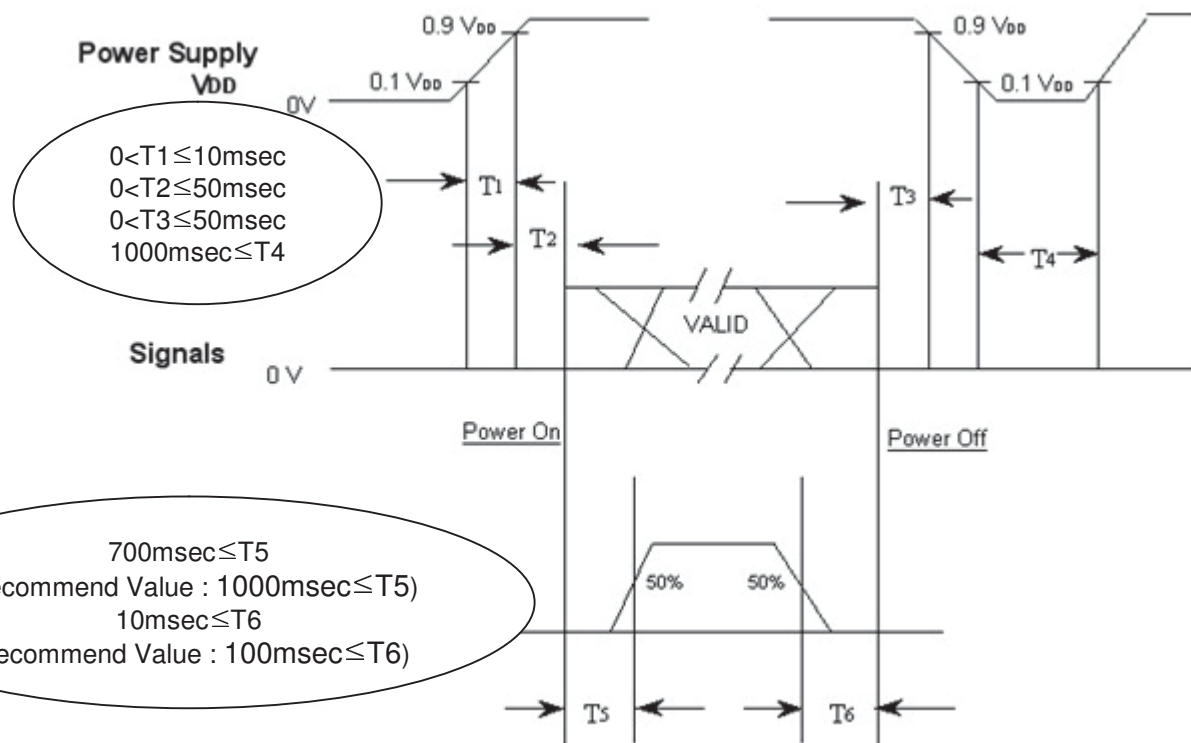 Power Supply
VDD
0.9 VDD
0.1 VDD
0V
0.9 VDD
0.1 VDD
0<T1≦10msec
0<T2≦50msec
0<T3≦50msec
1000msec≦T4
T1
T2
T3
T4
VALID
Signals
0 V
Power On
Power Off
700msec≦T5
ecommend Value : 1000msec≦T5)
10msec≦T6
ecommend Value : 100msec≦T6)
50%
50%
T5
T6